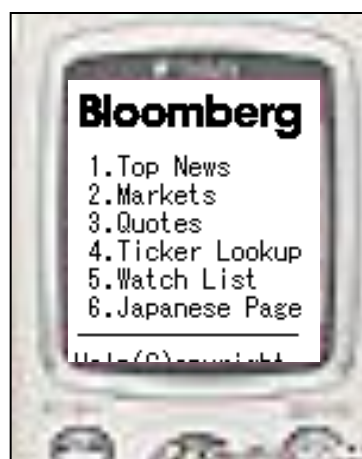 Bloomberg
1.Top News
2.Markets
3.Quotes
4.Ticker Lookup
5.Watch List
6.Japanese Page